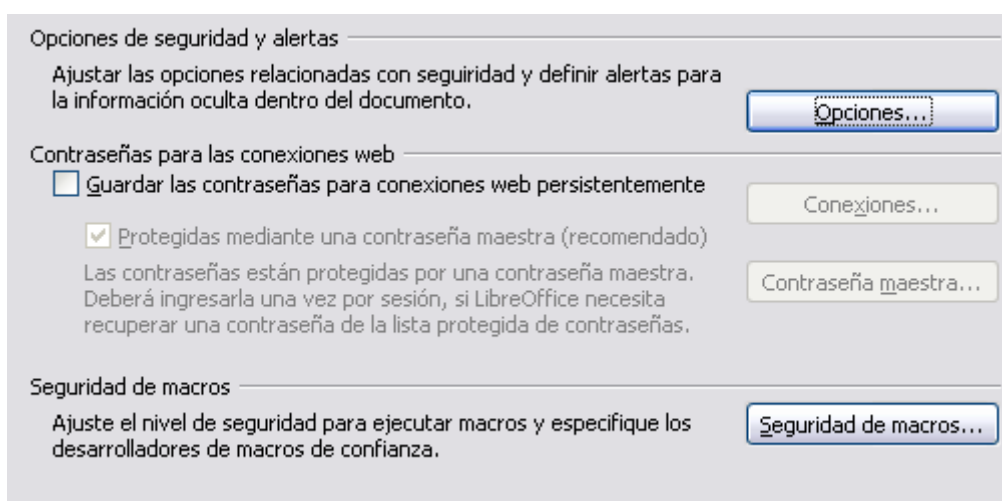 Opciones de seguridad y alertas
Ajustar las opciones relacionadas con seguiridad y definir alertas para
la información oculta dentro del documento.
Opciones...
Contraseñas para las conexiones web
Guardar las contraseñas para conexiones web persistentemente
Conexiones...
Protegidas mediante una contraseña maestra (recomendado)
Las contraseñas están protegidas por una contraseña maestra.
Deberá ingresarla una vez por sesión, si LibreOffice necesita
recuperar una contraseña de la lista protegida de contraseñas.
Contraseña maestra...
Seguridad de macros
Ajuste el nivel de seguridad para ejecutar macros y especifique los
desarrolladores de macros de confianza.
Seguridad de macros...